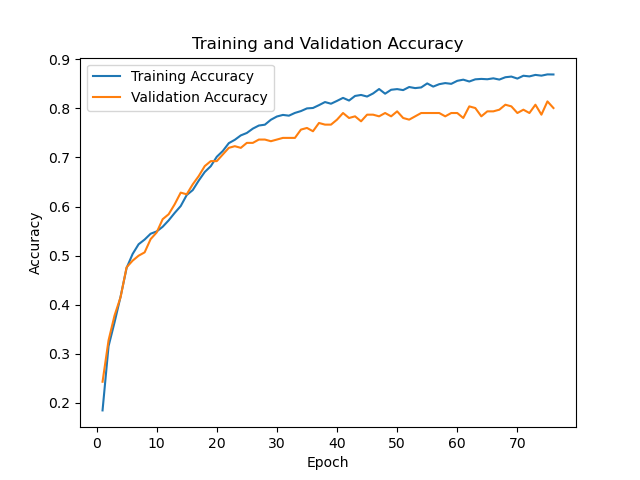 Training and Validation Accuracy
Training Accuracy
Validation Accuracy
0.9
0.8
0.7
0.6
0.5
0.4
0.3
0.2
Accuracy
0 10 20 30 40 50 60 70
Epoch